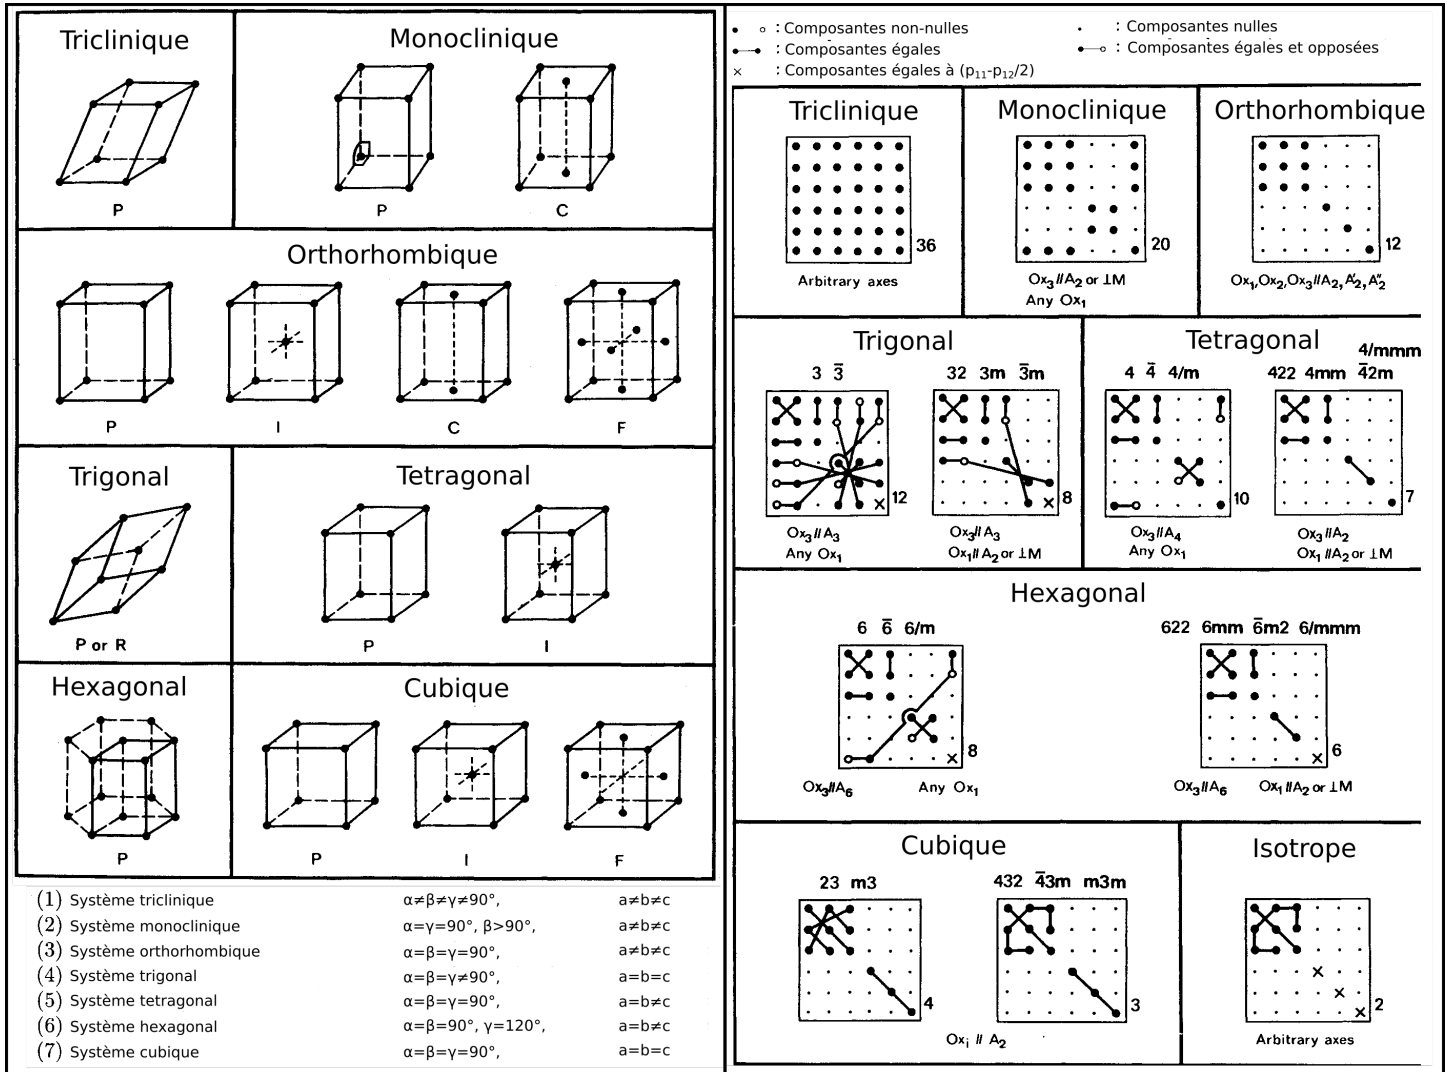 Triclinique
P
Monoclinique
P C
Orthorhombique
P I C F
Trigonal
P or R
Tetragonal
P I
Hexagonal
P
Cubique
P I F
(1) Système triclinique α≠β≠γ≠90°, a≠b≠c
(2) Système monoclinique α=γ=90°, β>90°, a≠b≠c
(3) Système orthorhombique α=β=γ=90°, a≠b≠c
(4) Système trigonal α=β=γ≠90°, a=b=c
(5) Système tetragonal α=β=γ=90°, a=b≠c
(6) Système hexagonal α=β=90°, γ=120°, a=b≠c
(7) Système cubique α=β=γ=90°, a=b=c
: Composantes non-nulles
: Composantes nulles
: Composantes égales
: Composantes égales et opposées
: Composantes égales à (p11-p12/2)
Triclinique
36
Arbitrary axes
Monoclinique
20
Ox3//A2 or ⊥M
Any Ox1
Orthorhombique
12
Ox1,Ox2,Ox3//A2,A'2,A''2
Trigonal
3 3̅
12
Ox3//A3
Any Ox1
32 3m 3̅m
8
Ox3//A3
Ox1//A2 or ⊥M
Tetragonal
4 4̅ 4/m
10
Ox3//A4
Any Ox1
4/mmm
422 4mm 4̅2m
7
Ox3//A2
Ox1//A2 or ⊥M
Hexagonal
6 6̅ 6/m
8
Ox3//A6 Any Ox1
622 6mm 6̅m2 6/mmm
6
Ox3//A6 Ox1//A2 or ⊥M
Cubique
23 m3
4
432 4̅3m m3m
3
Oxi // A2
Isotrope
2
Arbitrary axes